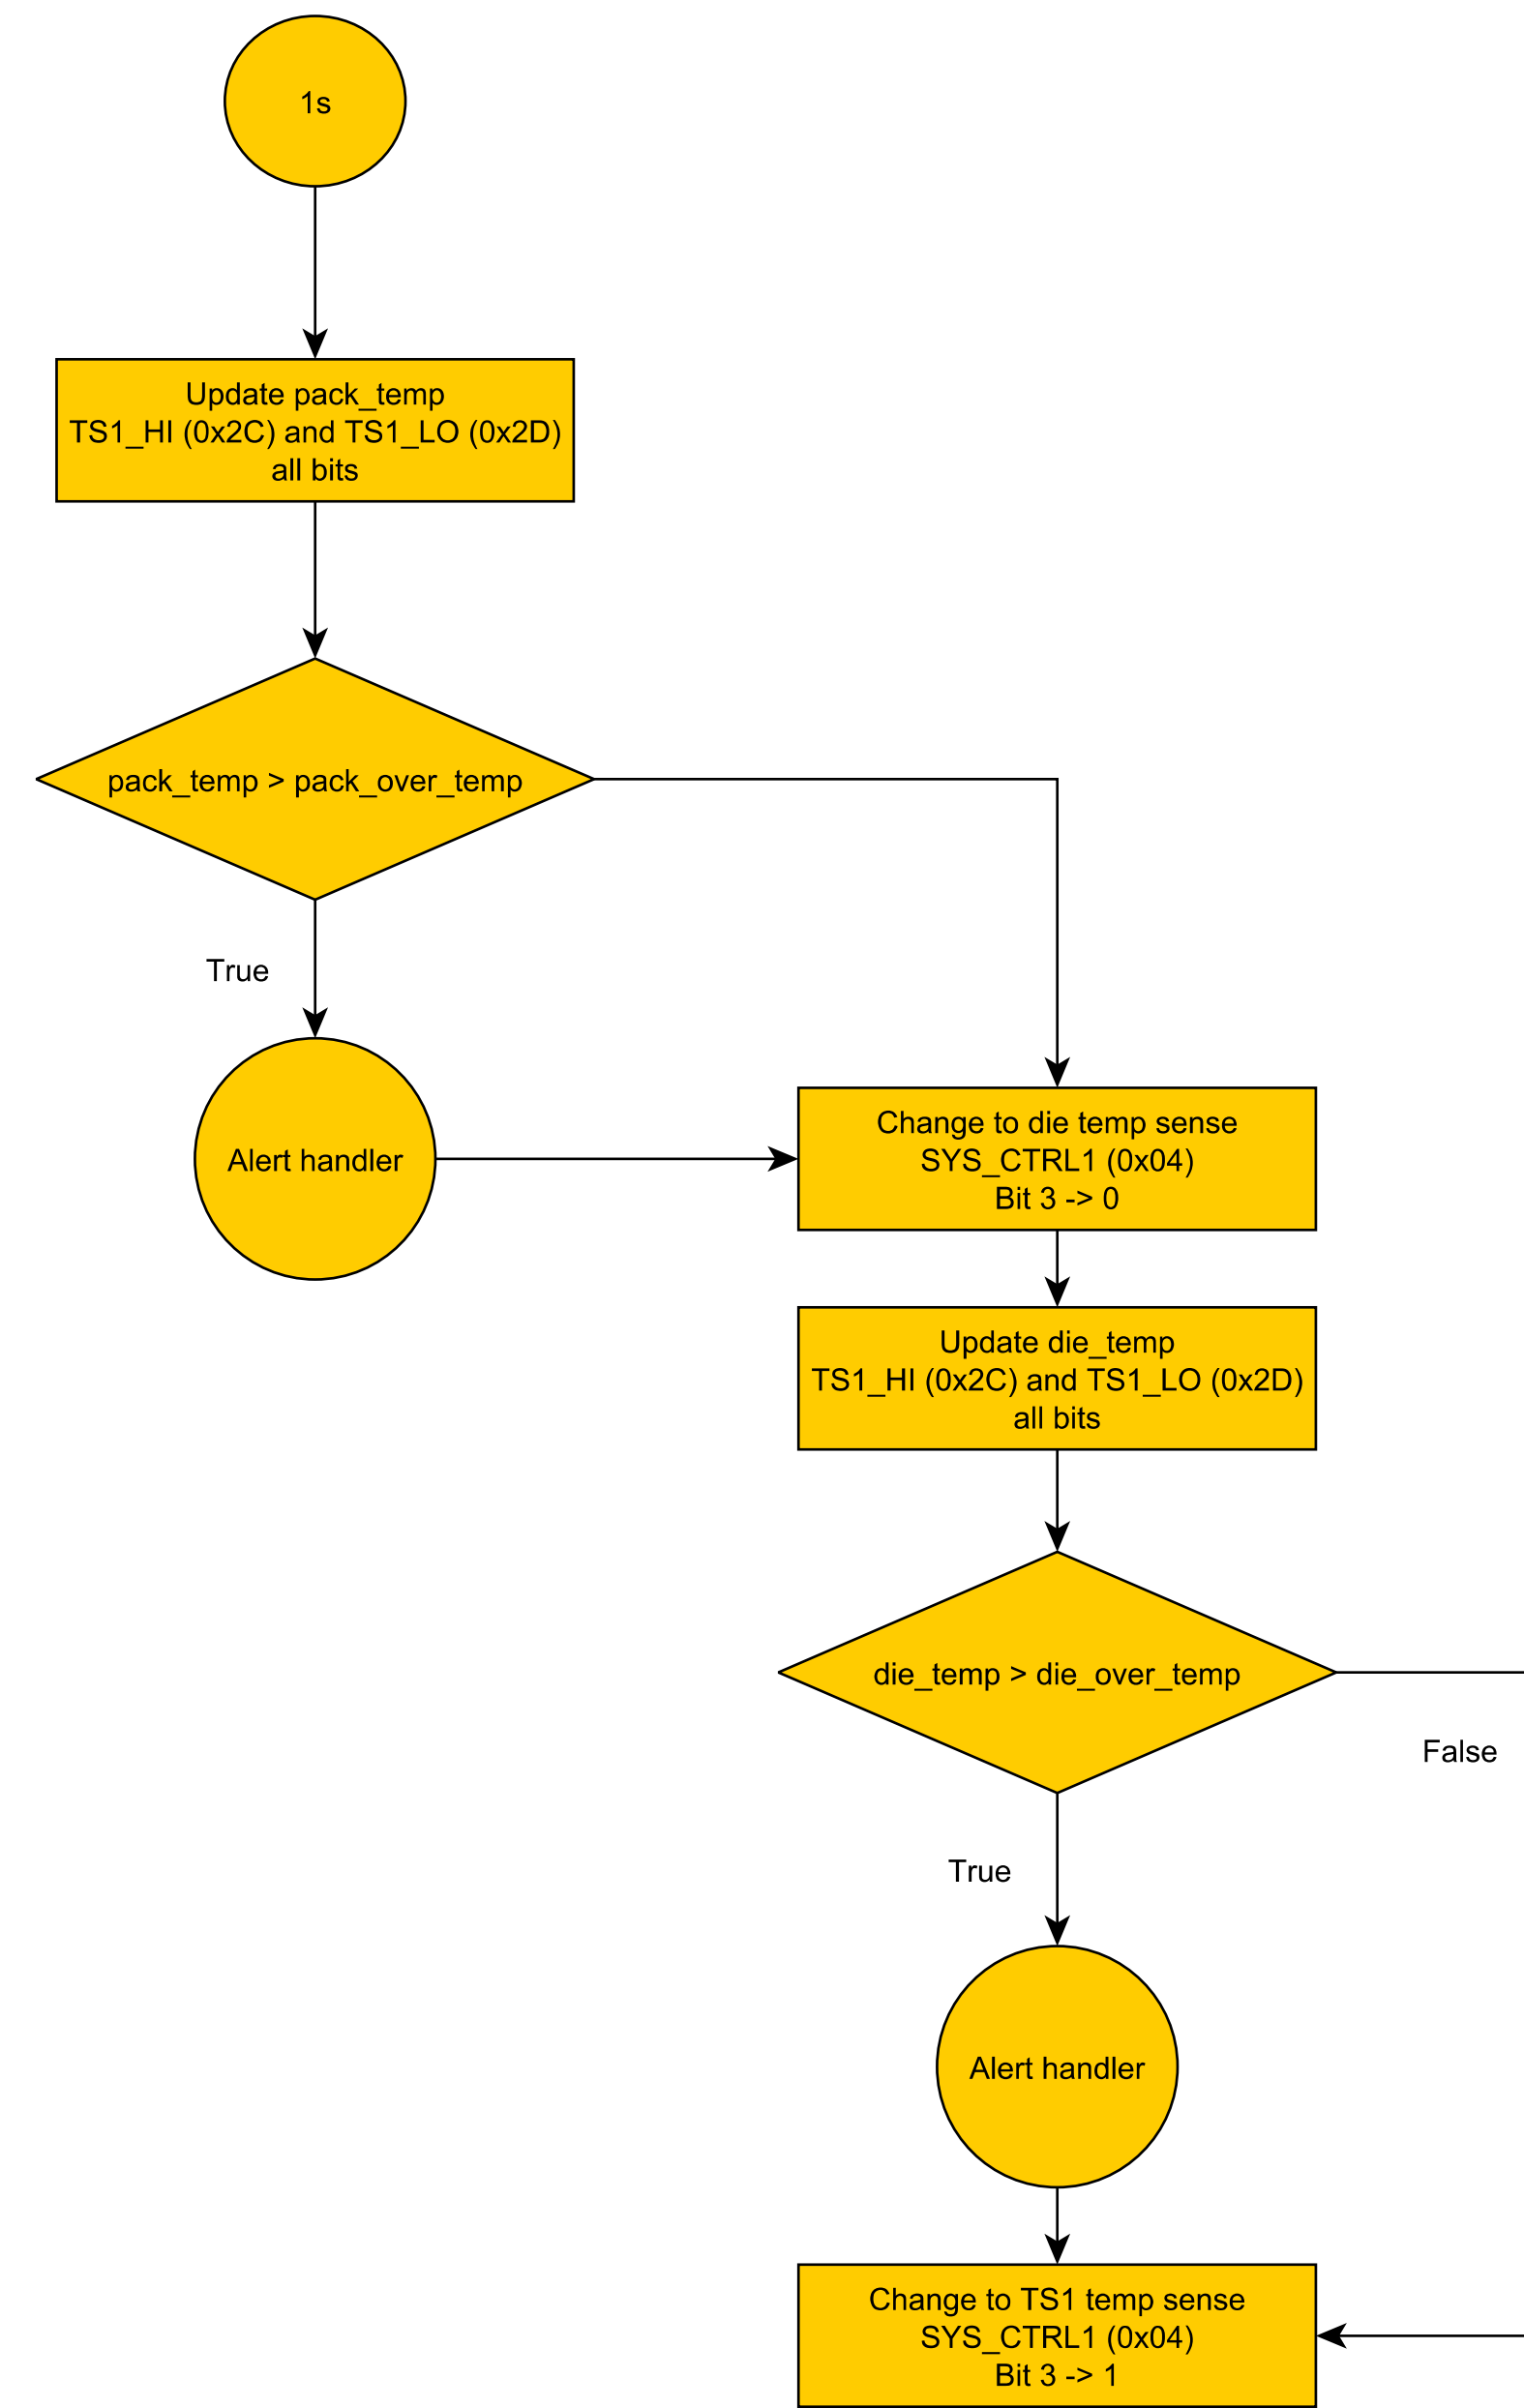 1s
Update pack_temp
TS1_HI (0x2C) and TS1_LO (0x2D)
all bits
pack_temp > pack_over_temp
True
Alert handler
Change to die temp sense
SYS_CTRL1 (0x04)
Bit 3 -> 0
Update die_temp
TS1_HI (0x2C) and TS1_LO (0x2D)
all bits
die_temp > die_over_temp
False
True
Alert handler
Change to TS1 temp sense
SYS_CTRL1 (0x04)
Bit 3 -> 1